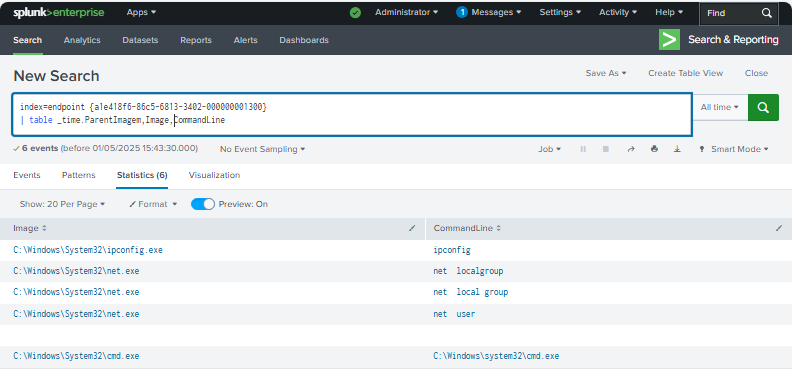 splunk>enterprise Apps Administrator 1 Messages Settings Activity Help Find
Search Analytics Datasets Reports Alerts Dashboards > Search & Reporting
New Search Save As Create Table View Close
index=endpoint {a1e418f6-86c5-6813-3402-000000001300}
| table _time.ParentImagem,Image,CommandLine
All time
6 events (before 01/05/2025 15:43:30.000) No Event Sampling Job Smart Mode
Events Patterns Statistics (6) Visualization
Show: 20 Per Page Format Preview: On
Image CommandLine
C:\Windows\System32\ipconfig.exe ipconfig
C:\Windows\System32\net.exe net localgroup
C:\Windows\System32\net.exe net local group
C:\Windows\System32\net.exe net user
C:\Windows\System32\cmd.exe C:\Windows\system32\cmd.exe